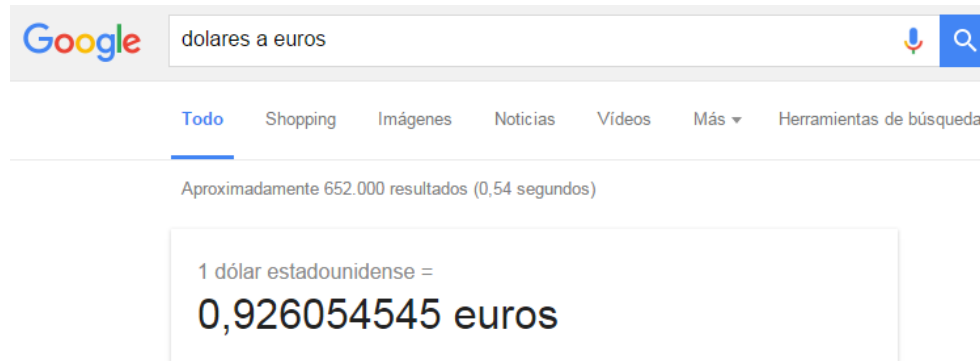 Google dolares a euros
Todo Shopping Imágenes Noticias Vídeos Más Herramientas de búsqueda
Aproximadamente 652.000 resultados (0,54 segundos)
1 dólar estadounidense =
0,926054545 euros